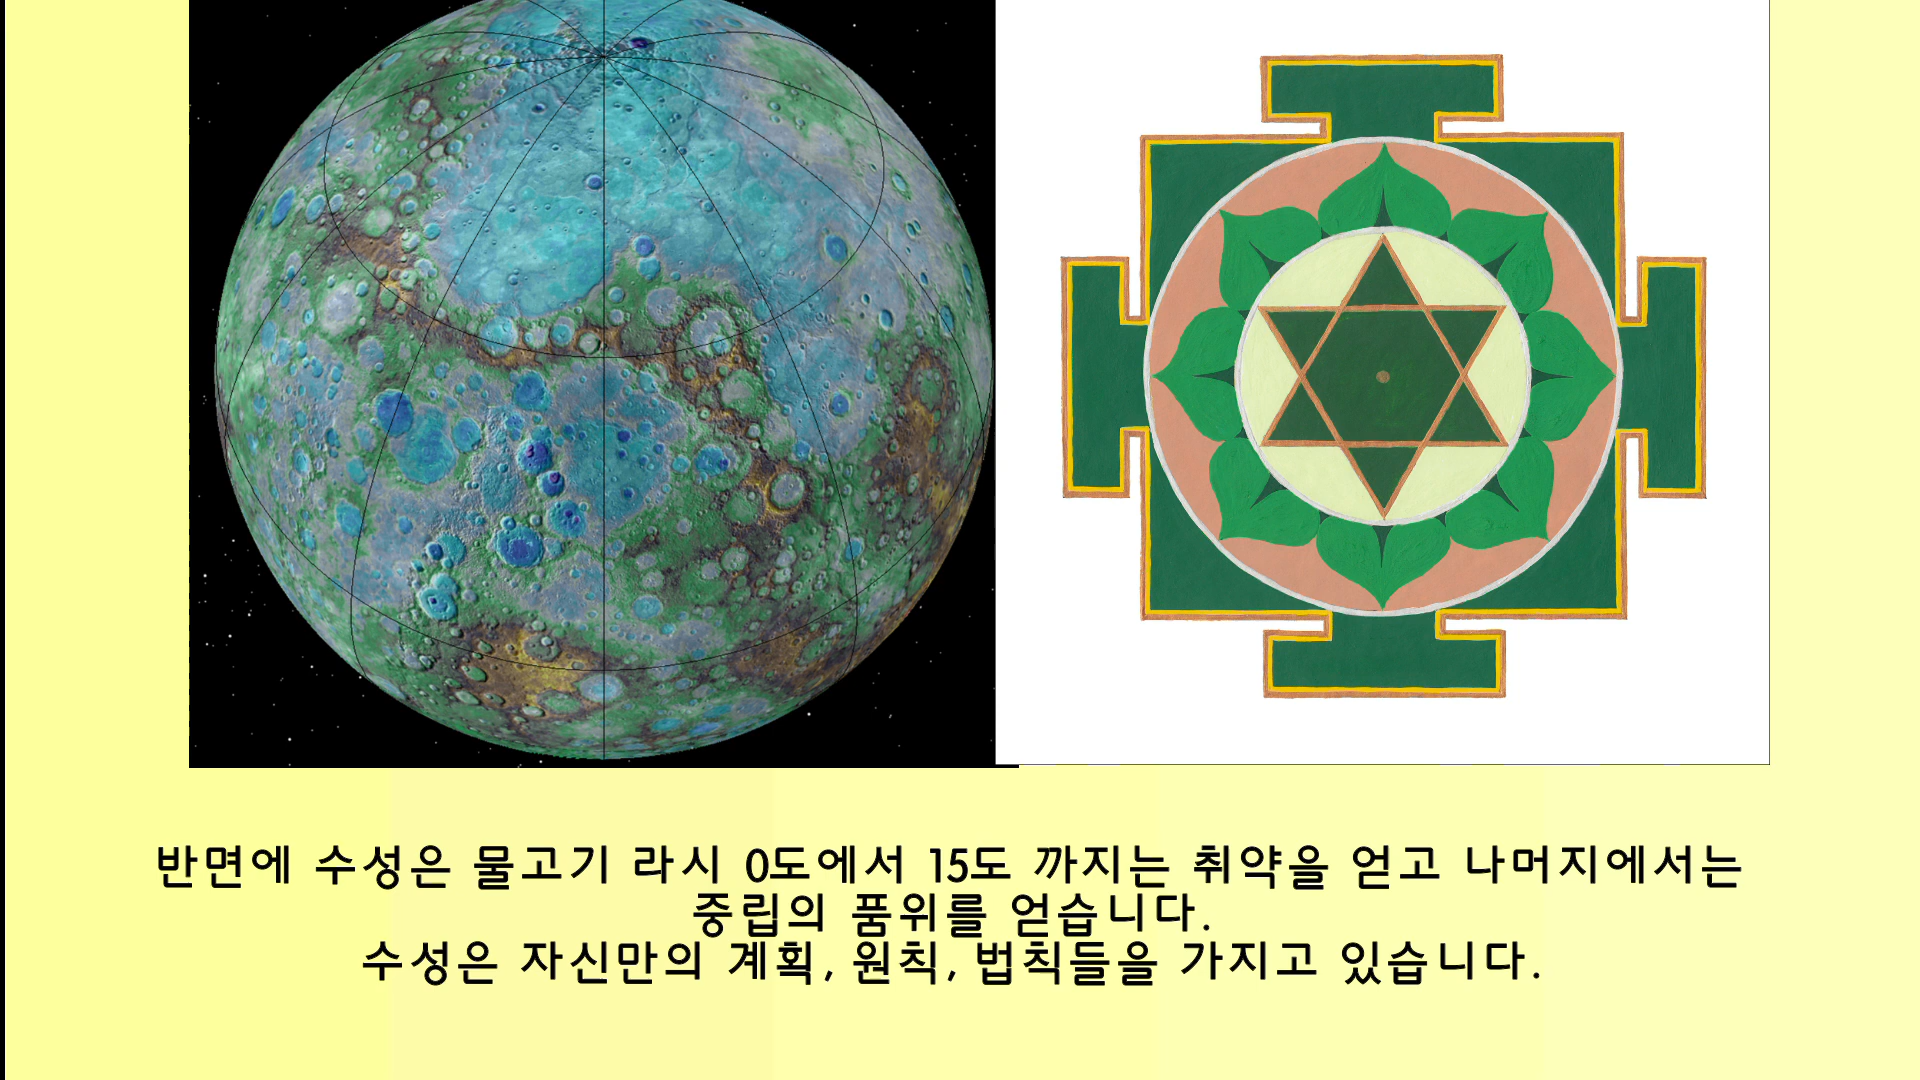 반면에 수성은 물고기 라시 0도에서 15도 까지는 취약을 얻고 나머지에서는
중립의 품위를 얻습니다.
수성은 자신만의 계획, 원칙, 법칙들을 가지고 있습니다.